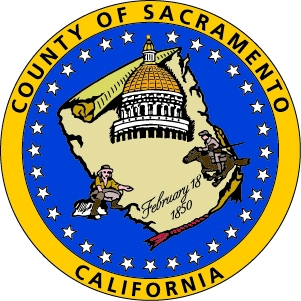 COUNTY OF SACRAMENTO
February 18
1850
CALIFORNIA